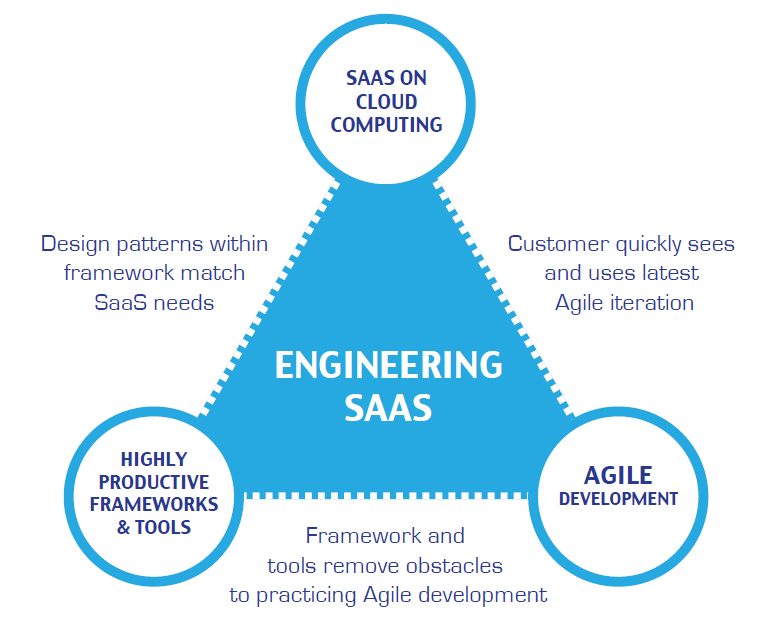 SAAS ON
CLOUD
COMPUTING
Design patterns within
framework match
SaaS needs
Customer quickly sees
and uses latest
Agile iteration
ENGINEERING
SAAS
HIGHLY
PRODUCTIVE
FRAMEWORKS
& TOOLS
AGILE
DEVELOPMENT
Framework and
tools remove obstacles
to practicing Agile development